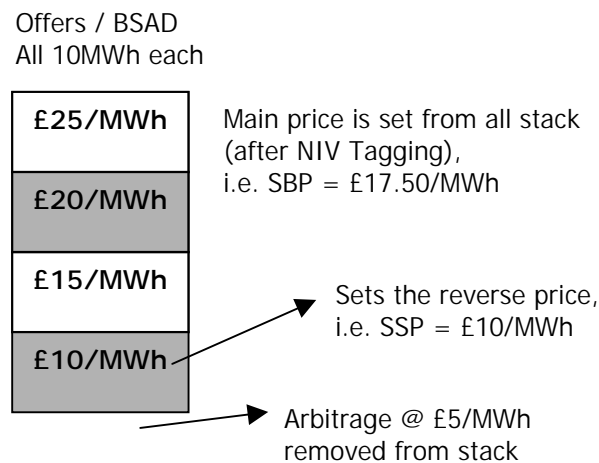 Offers / BSAD
All 10MWh each
£25/MWh
Main price is set from all stack
(after NIV Tagging),
i.e. SBP = £17.50/MWh
£20/MWh
£15/MWh
Sets the reverse price,
i.e. SSP = £10/MWh
£10/MWh
Arbitrage @ £5/MWh
removed from stack